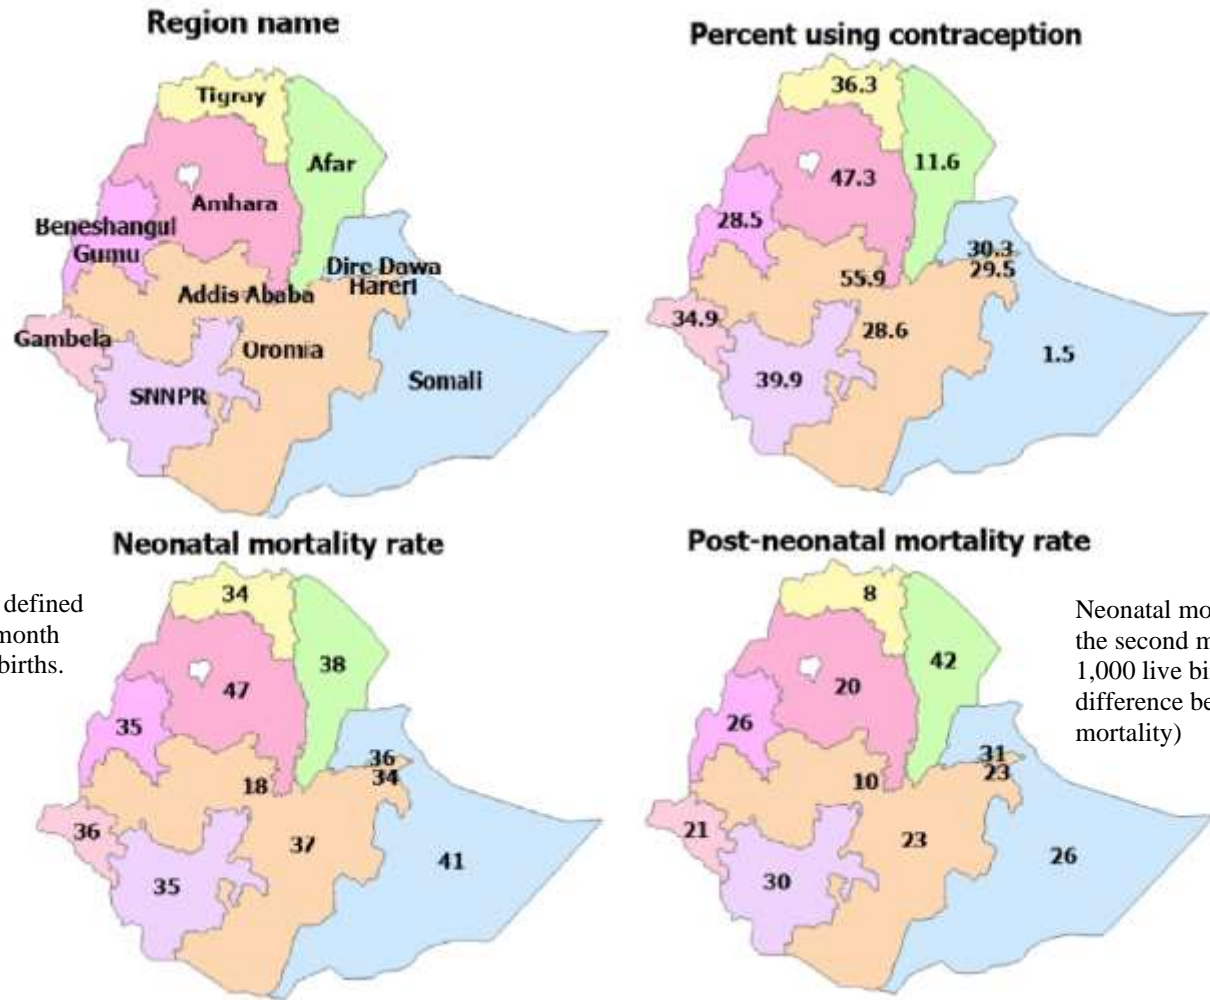 Region name
Tigray
Afar
Amhara
Beneshangul
Gumu
Dire Dawa
Hareri
Addis Ababa
Gambela
Oromia
SNNPR
Somali
Percent using contraception
36.3
11.6
47.3
28.5
30.3
29.5
55.9
34.9
28.6
1.5
39.9
Neonatal mortality rate
34
38
47
35
36
34
18
36
37
41
35
defined
month
births.
Post-neonatal mortality rate
8
42
20
26
31
23
10
21
23
26
30
Neonatal mo
the second m
1,000 live bi
difference be
mortality)